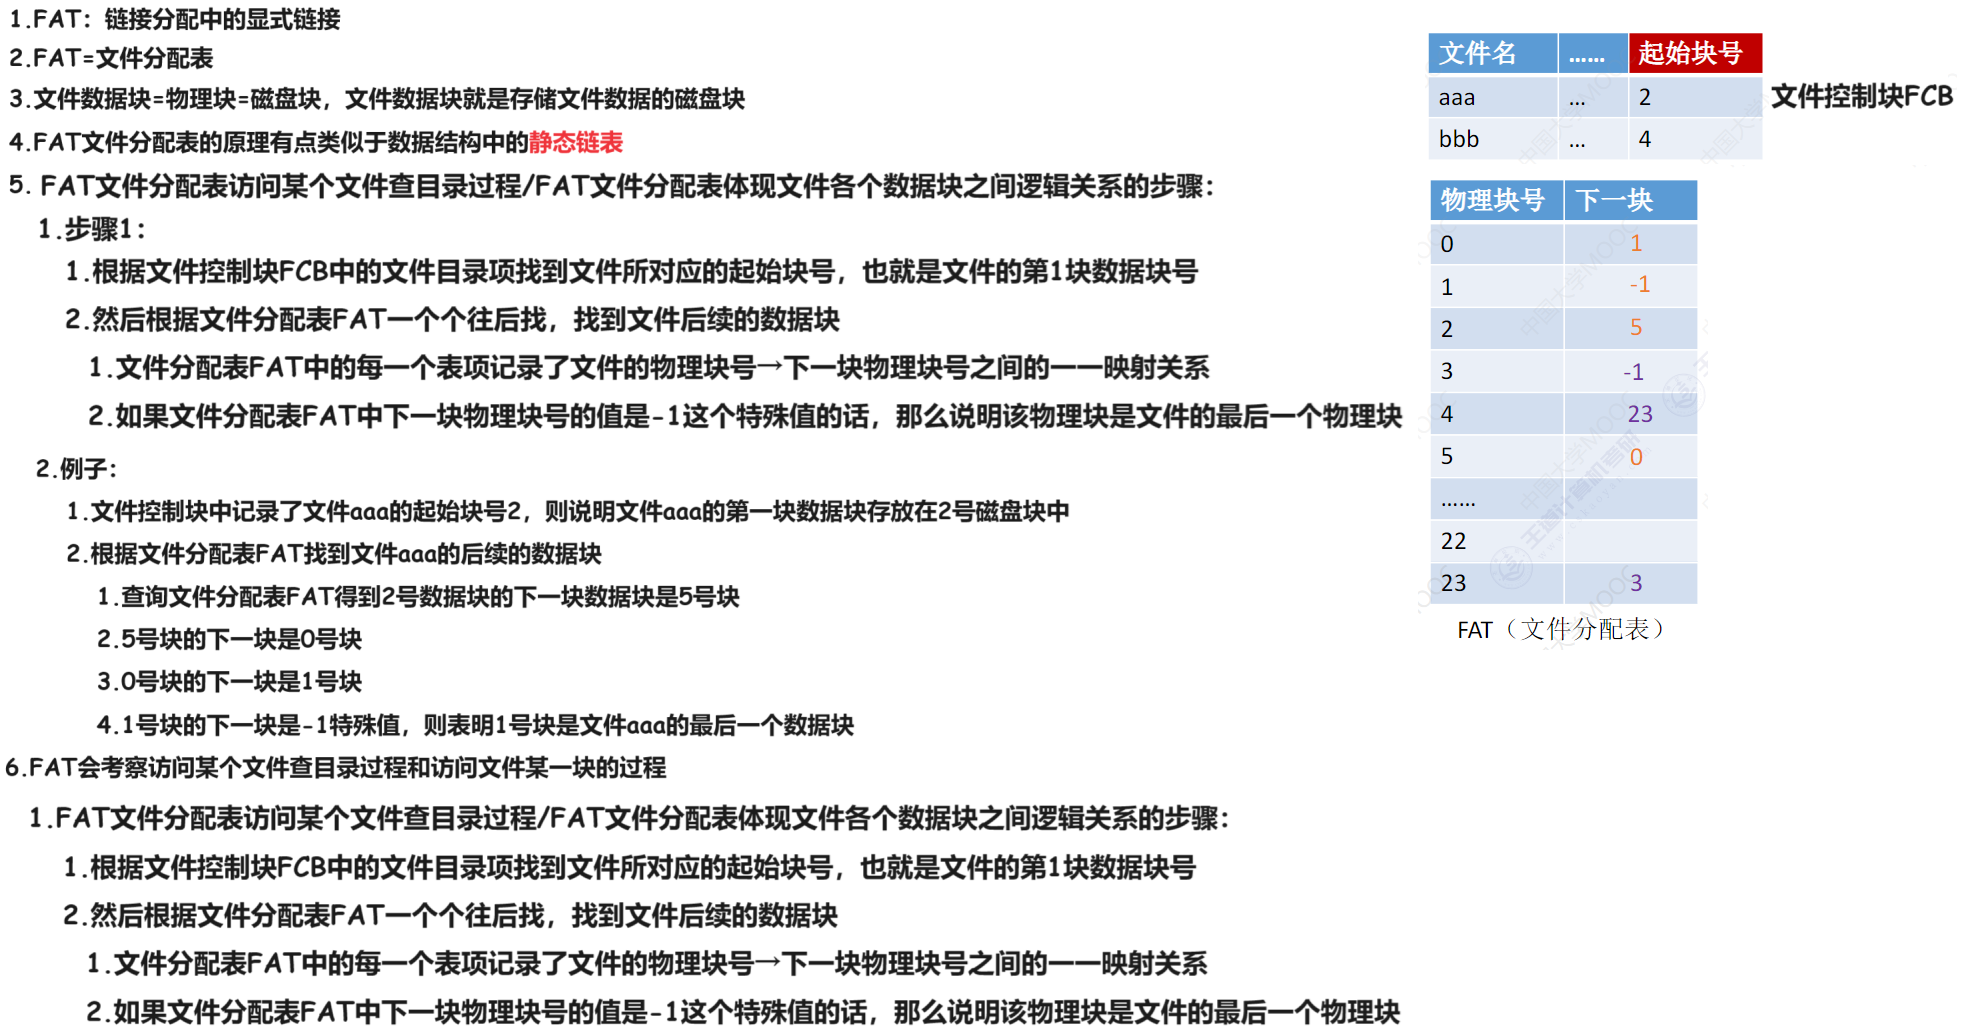 1.FAT：链接分配中的显式链接
2.FAT=文件分配表
3.文件数据块=物理块=磁盘块，文件数据块就是存储文件数据的磁盘块
4.FAT文件分配表的原理有点类似于数据结构中的静态链表
5. FAT文件分配表访问某个文件查目录过程/FAT文件分配表体现文件各个数据块之间逻辑关系的步骤：
1.步骤1：
1.根据文件控制块FCB中的文件目录项找到文件所对应的起始块号，也就是文件的第1块数据块号
2.然后根据文件分配表FAT一个个往后找，找到文件后续的数据块
1.文件分配表FAT中的每一个表项记录了文件的物理块号→下一块物理块号之间的一一映射关系
2.如果文件分配表FAT中下一块物理块号的值是-1这个特殊值的话，那么说明该物理块是文件的最后一个物理块
2.例子：
1.文件控制块中记录了文件aaa的起始块号2，则说明文件aaa的第一块数据块存放在2号磁盘块中
2.根据文件分配表FAT找到文件aaa的后续的数据块
1.查询文件分配表FAT得到2号数据块的下一块数据块是5号块
2.5号块的下一块是0号块
3.0号块的下一块是1号块
4.1号块的下一块是-1特殊值，则表明1号块是文件aaa的最后一个数据块
6.FAT会考察访问某个文件查目录过程和访问文件某一块的过程
1.FAT文件分配表访问某个文件查目录过程/FAT文件分配表体现文件各个数据块之间逻辑关系的步骤：
1.根据文件控制块FCB中的文件目录项找到文件所对应的起始块号，也就是文件的第1块数据块号
2.然后根据文件分配表FAT一个个往后找，找到文件后续的数据块
1.文件分配表FAT中的每一个表项记录了文件的物理块号→下一块物理块号之间的一一映射关系
2.如果文件分配表FAT中下一块物理块号的值是-1这个特殊值的话，那么说明该物理块是文件的最后一个物理块
文件名 …… 起始块号
aaa … 2
bbb … 4
文件控制块FCB
物理块号 下一块
0 1
1 -1
2 5
3 -1
4 23
5 0
……
22
23 3
FAT（文件分配表）
王道计算机考研
中国大学MOOC